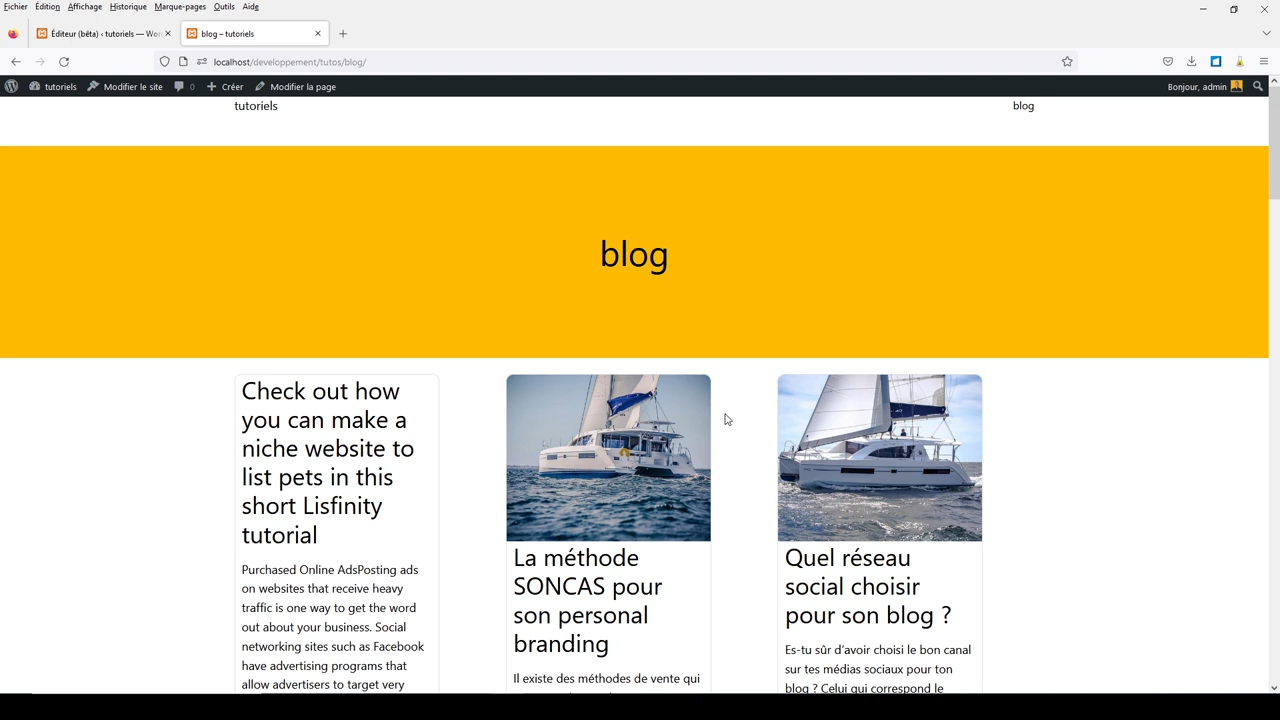 Fichier Édition Affichage Historique Marque-pages Outils Aide
Éditeur (bêta) ‹ tutoriels — Wor
blog – tutoriels
localhost/developpement/tutos/blog/
tutoriels Modifier le site 0 Créer Modifier la page Bonjour, admin
tutoriels blog
blog
Check out how
you can make a
niche website to
list pets in this
short Lisfinity
tutorial
Purchased Online AdsPosting ads
on websites that receive heavy
traffic is one way to get the word
out about your business. Social
networking sites such as Facebook
have advertising programs that
allow advertisers to target very
La méthode
SONCAS pour
son personal
branding
Il existe des méthodes de vente qui
Quel réseau
social choisir
pour son blog ?
Es-tu sûr d'avoir choisi le bon canal
sur tes médias sociaux pour ton
blog ? Celui qui correspond le